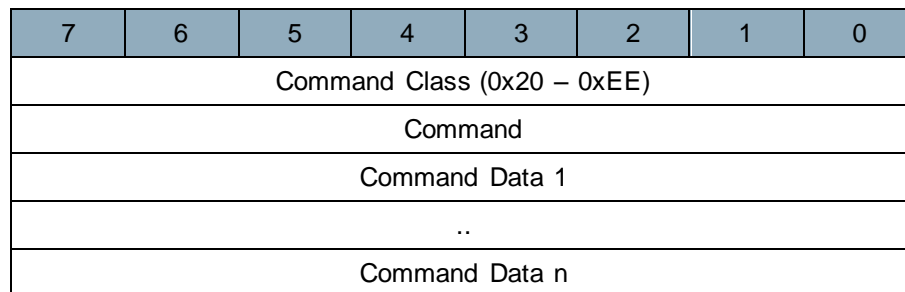 7 6 5 4 3 2 1 0
Command Class (0x20 – 0xEE)
Command
Command Data 1
..
Command Data n